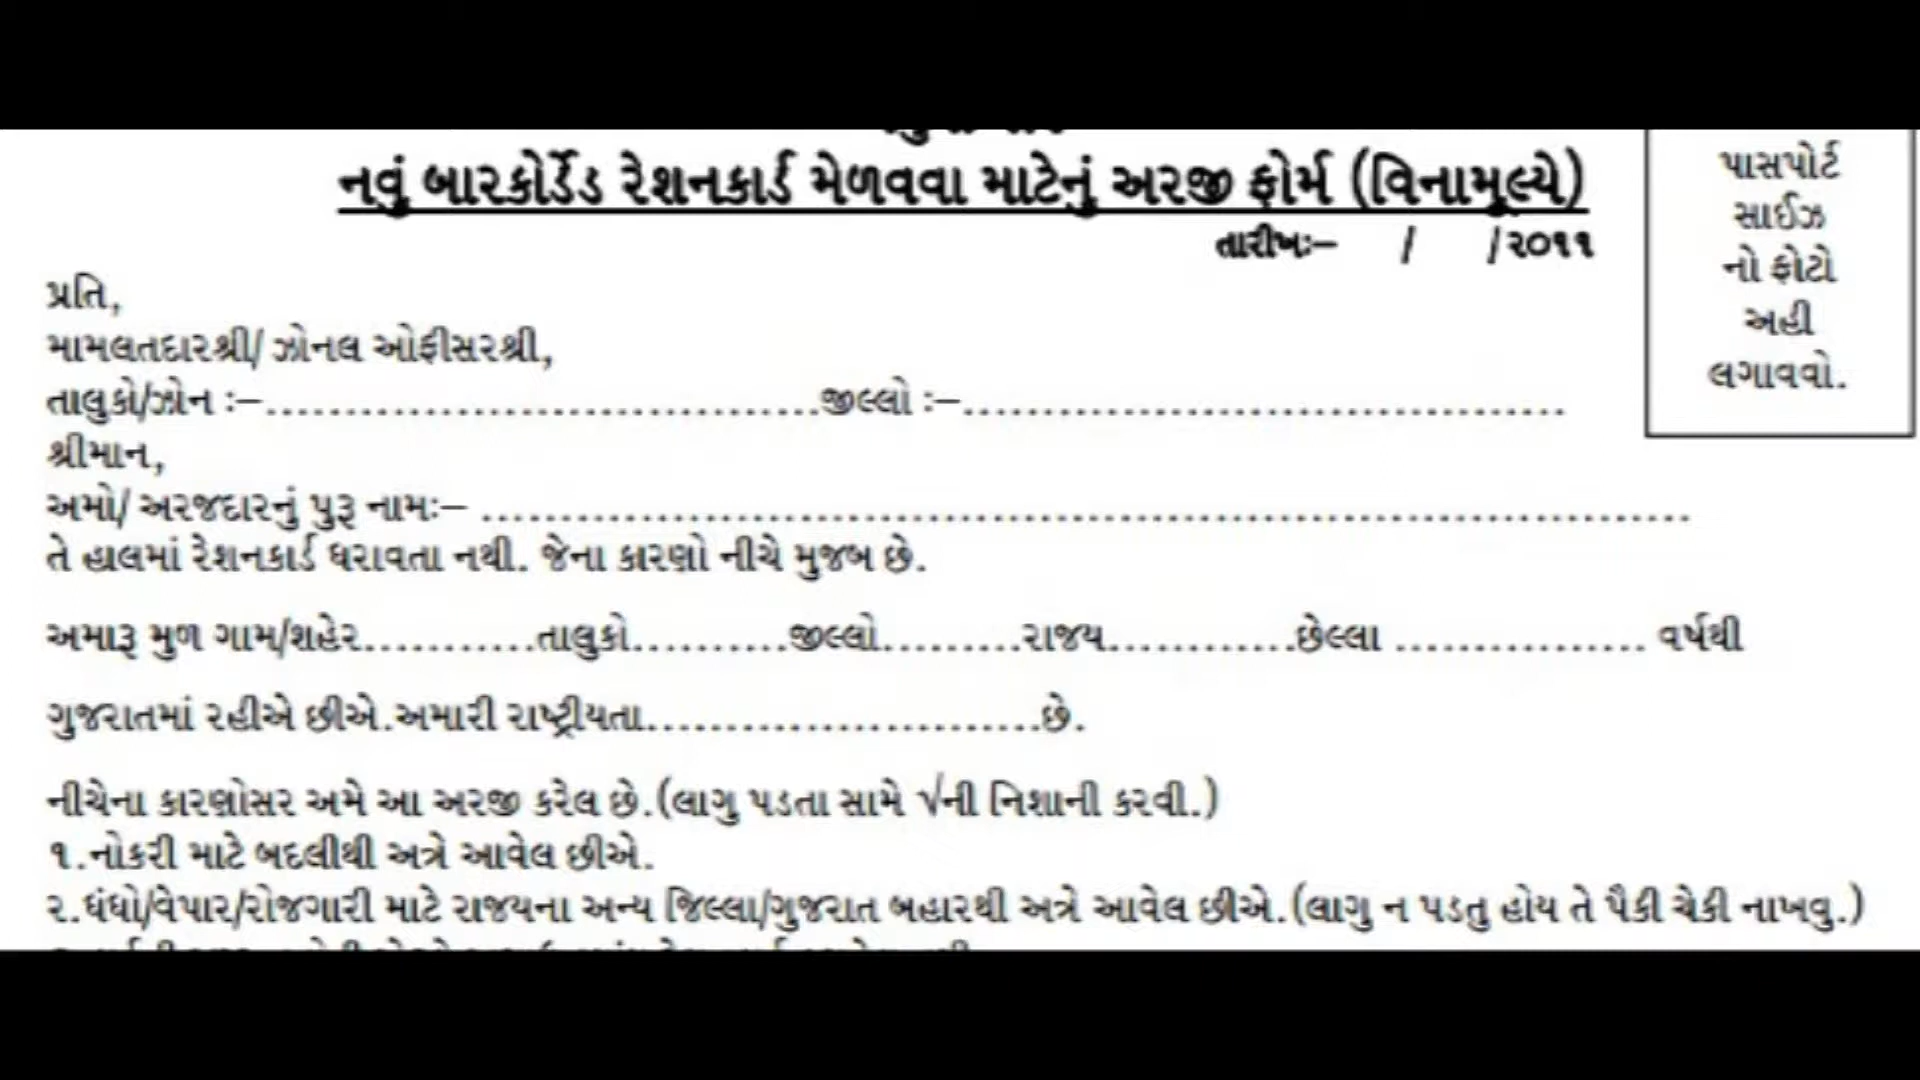 નવું બારકોર્ડેડ રેશનકાર્ડ મેળવવા માટેનું અરજી ફોર્મ (વિનામૂલ્યે)
તારીખઃ– / /૨૦૧૧
પાસપોર્ટ
સાઈઝ
નો ફોટો
અહી
લગાવવો.
પ્રતિ,
મામલતદારશ્રી/ ઝોનલ ઓફીસરશ્રી,
તાલુકો/ઝોન :–..................................જીલ્લો :–.....................................
શ્રીમાન,
અમો/ અરજદારનું પુરૂ નામઃ– ..........................................................................
તે હાલમાં રેશનકાર્ડ ધરાવતા નથી. જેના કારણો નીચે મુજબ છે.
અમારૂ મુળ ગામ/શહેર...........તાલુકો..........જીલ્લો.........રાજ્ય............છેલ્લા ................ વર્ષથી
ગુજરાતમાં રહીએ છીએ.અમારી રાષ્ટ્રીયતા.........................છે.
નીચેના કારણોસર અમે આ અરજી કરેલ છે.(લાગુ પડતા સામે √ની નિશાની કરવી.)
૧.નોકરી માટે બદલીથી અત્રે આવેલ છીએ.
૨.ધંધો/વેપાર/રોજગારી માટે રાજ્યના અન્ય જિલ્લા/ગુજરાત બહારથી અત્રે આવેલ છીએ.(લાગુ ન પડતુ હોય તે પૈકી ચેકી નાખવુ.)